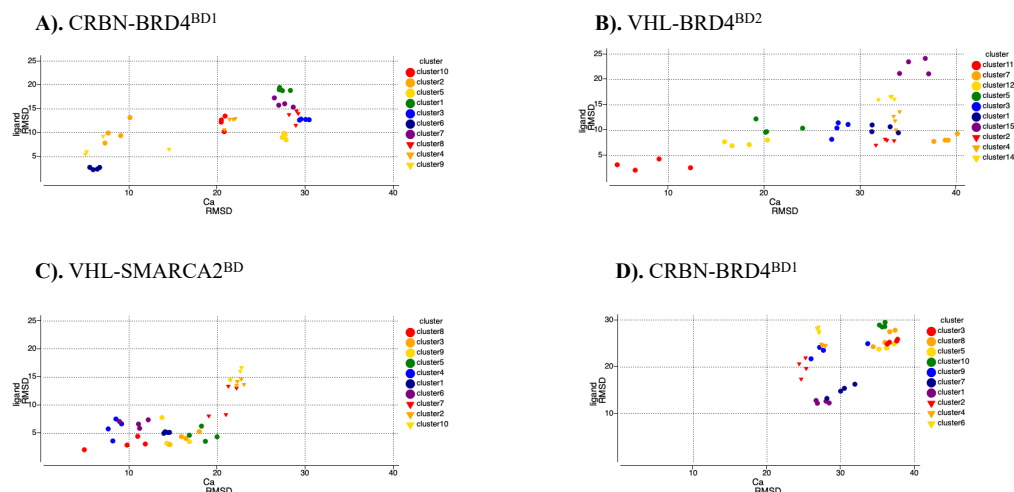 A). CRBN-BRD4BD1
25
20
15
10
5
ligand
RMSD
10
20
30
40
Ca
RMSD
cluster
cluster10
cluster2
cluster5
cluster1
cluster3
cluster6
cluster7
cluster8
cluster4
cluster9
B). VHL-BRD4BD2
25
20
15
10
5
ligand
RMSD
10
20
30
40
Ca
RMSD
cluster
cluster11
cluster7
cluster12
cluster5
cluster3
cluster1
cluster15
cluster2
cluster4
cluster14
C). VHL-SMARCA2BD
25
20
15
10
5
ligand
RMSD
10
20
30
40
Ca
RMSD
cluster
cluster8
cluster3
cluster9
cluster5
cluster4
cluster1
cluster6
cluster7
cluster2
cluster10
D). CRBN-BRD4BD1
30
20
10
ligand
RMSD
10
20
30
40
Ca
RMSD
cluster
cluster3
cluster8
cluster5
cluster10
cluster9
cluster7
cluster1
cluster2
cluster4
cluster6